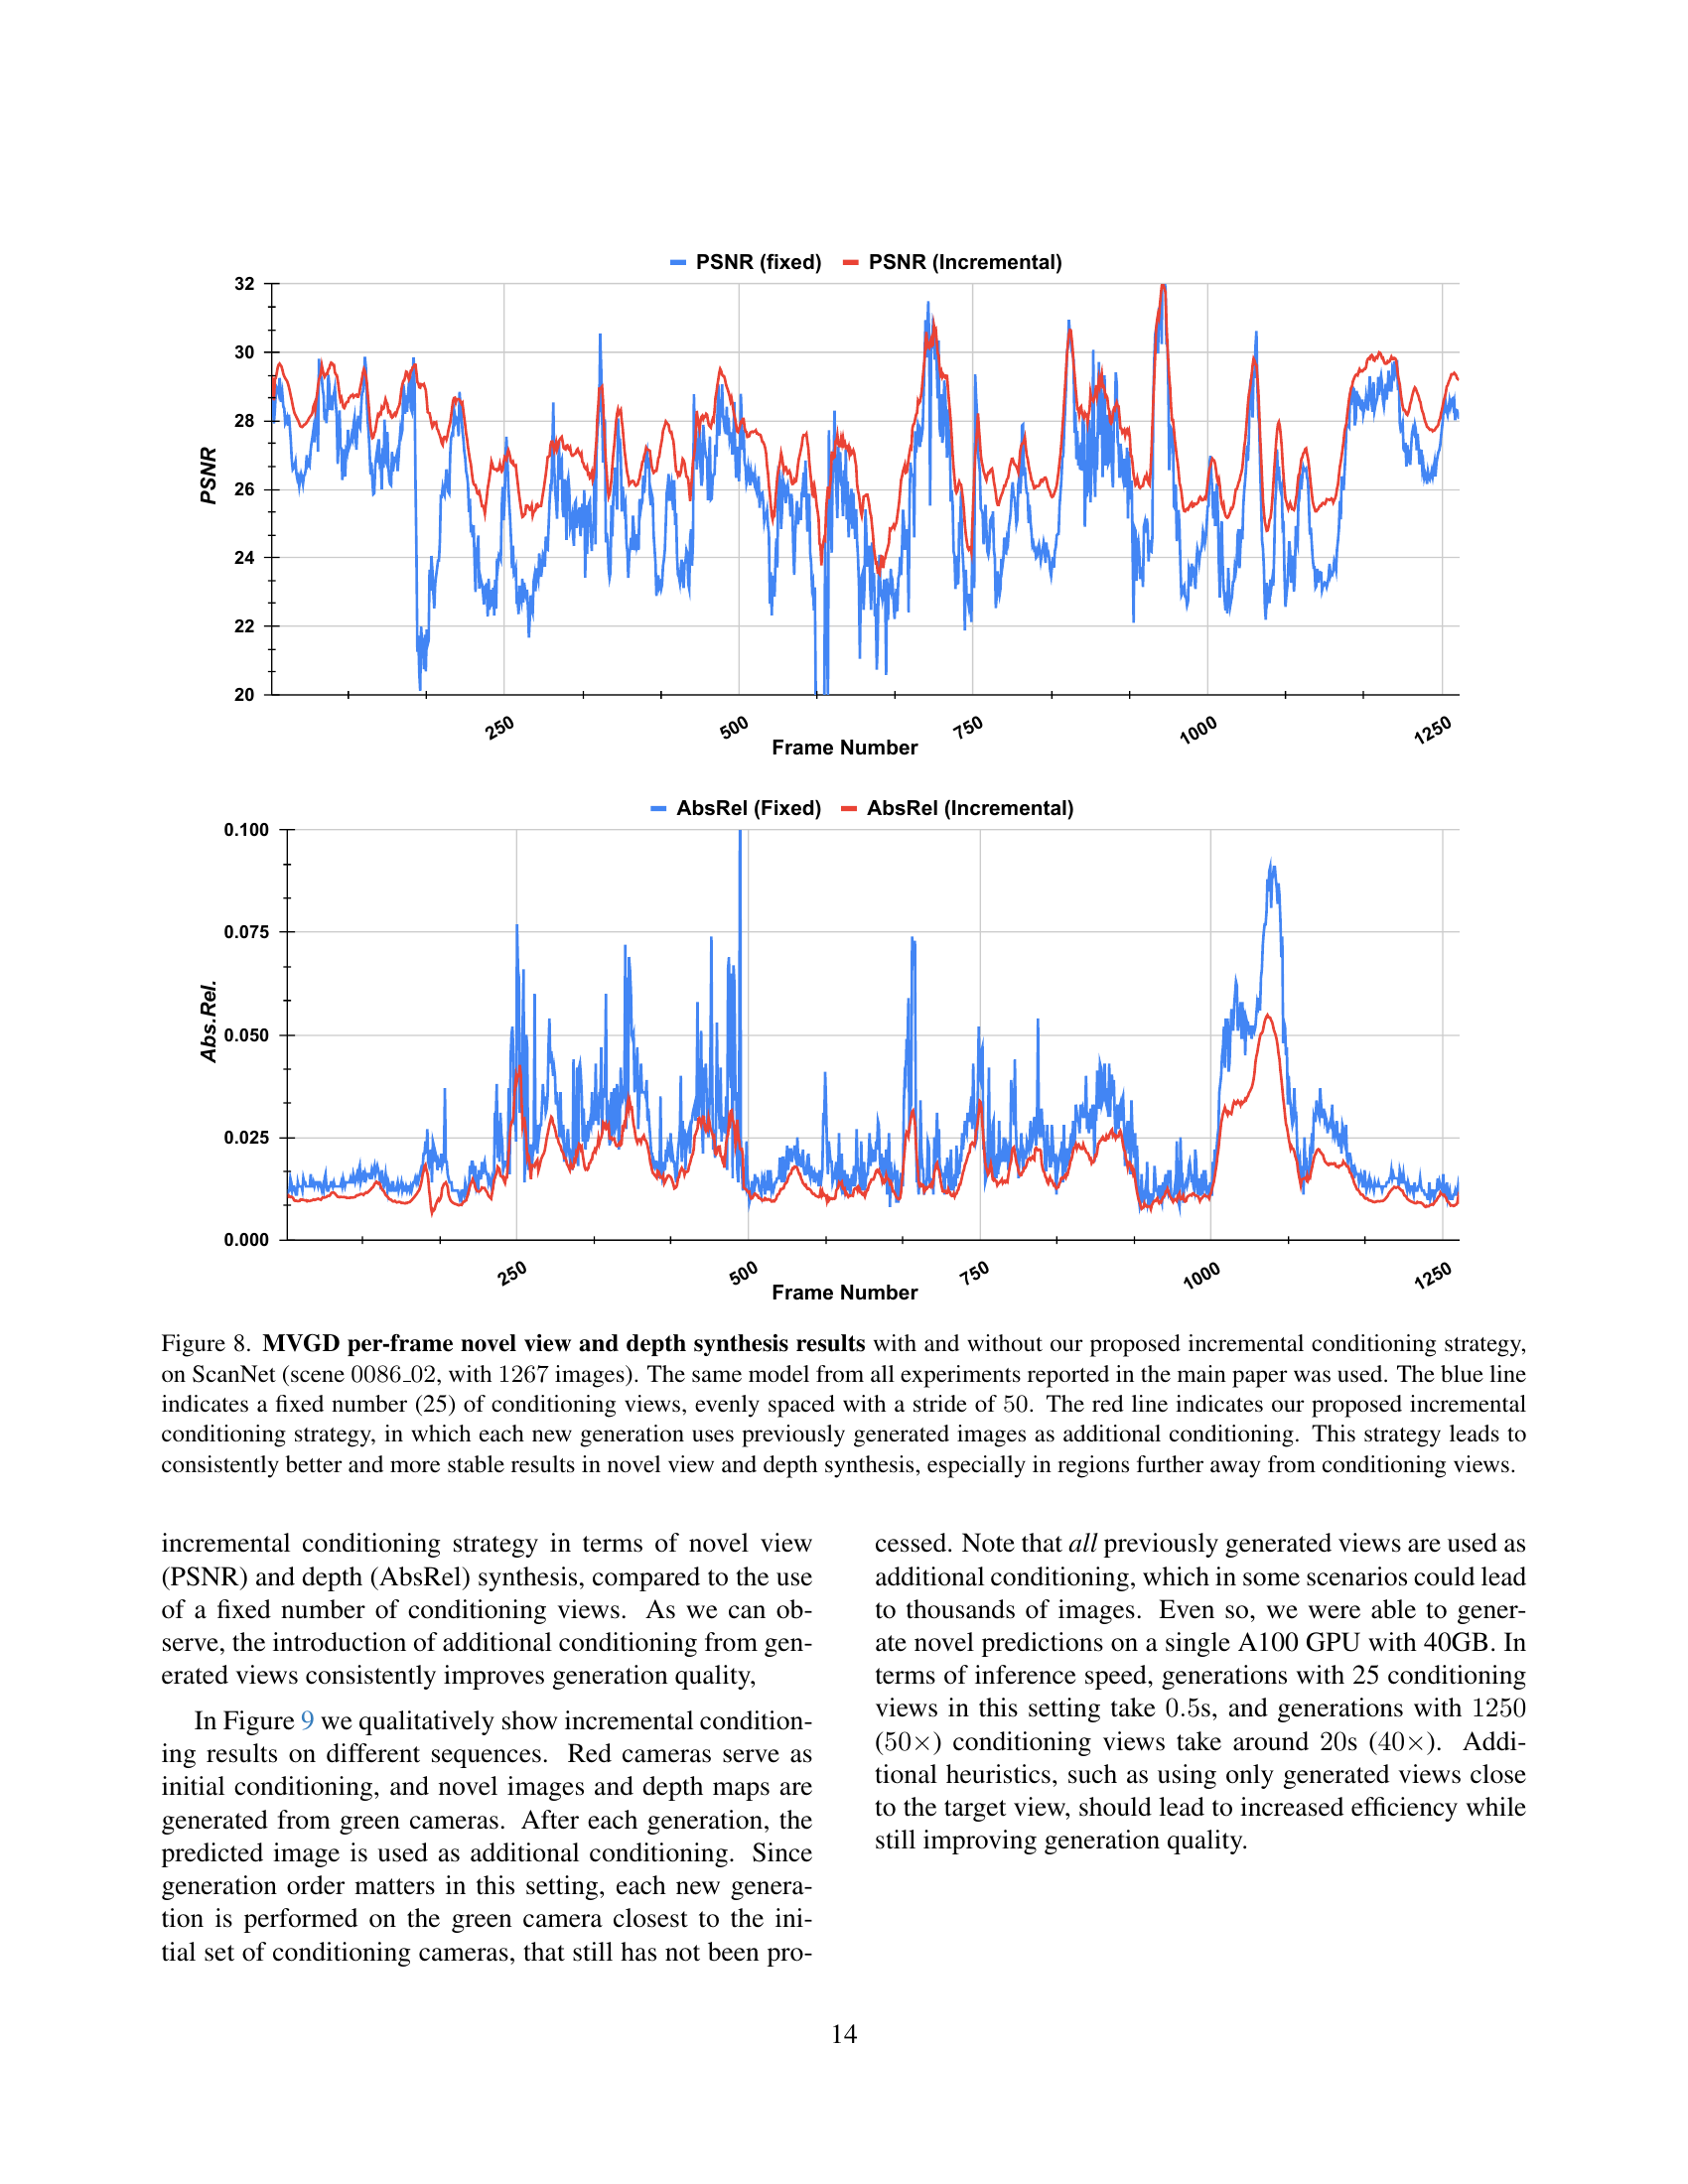 PSNR (fixed) PSNR (Incremental)
32
30
28
26
24
22
20
PSNR
250 500 750 1000 1250
Frame Number
AbsRel (Fixed) AbsRel (Incremental)
0.100
0.075
0.050
0.025
0.000
Abs.Rel.
250 500 750 1000 1250
Frame Number
Figure 8. MVGD per-frame novel view and depth synthesis results with and without our proposed incremental conditioning strategy,
on ScanNet (scene 0086_02, with 1267 images). The same model from all experiments reported in the main paper was used. The blue line
indicates a fixed number (25) of conditioning views, evenly spaced with a stride of 50. The red line indicates our proposed incremental
conditioning strategy, in which each new generation uses previously generated images as additional conditioning. This strategy leads to
consistently better and more stable results in novel view and depth synthesis, especially in regions further away from conditioning views.
incremental conditioning strategy in terms of novel view
(PSNR) and depth (AbsRel) synthesis, compared to the use
of a fixed number of conditioning views. As we can ob-
serve, the introduction of additional conditioning from gen-
erated views consistently improves generation quality,
In Figure 9 we qualitatively show incremental condition-
ing results on different sequences. Red cameras serve as
initial conditioning, and novel images and depth maps are
generated from green cameras. After each generation, the
predicted image is used as additional conditioning. Since
generation order matters in this setting, each new genera-
tion is performed on the green camera closest to the ini-
tial set of conditioning cameras, that still has not been pro-
cessed. Note that all previously generated views are used as
additional conditioning, which in some scenarios could lead
to thousands of images. Even so, we were able to gener-
ate novel predictions on a single A100 GPU with 40GB. In
terms of inference speed, generations with 25 conditioning
views in this setting take 0.5s, and generations with 1250
(50×) conditioning views take around 20s (40×). Addi-
tional heuristics, such as using only generated views close
to the target view, should lead to increased efficiency while
still improving generation quality.
14